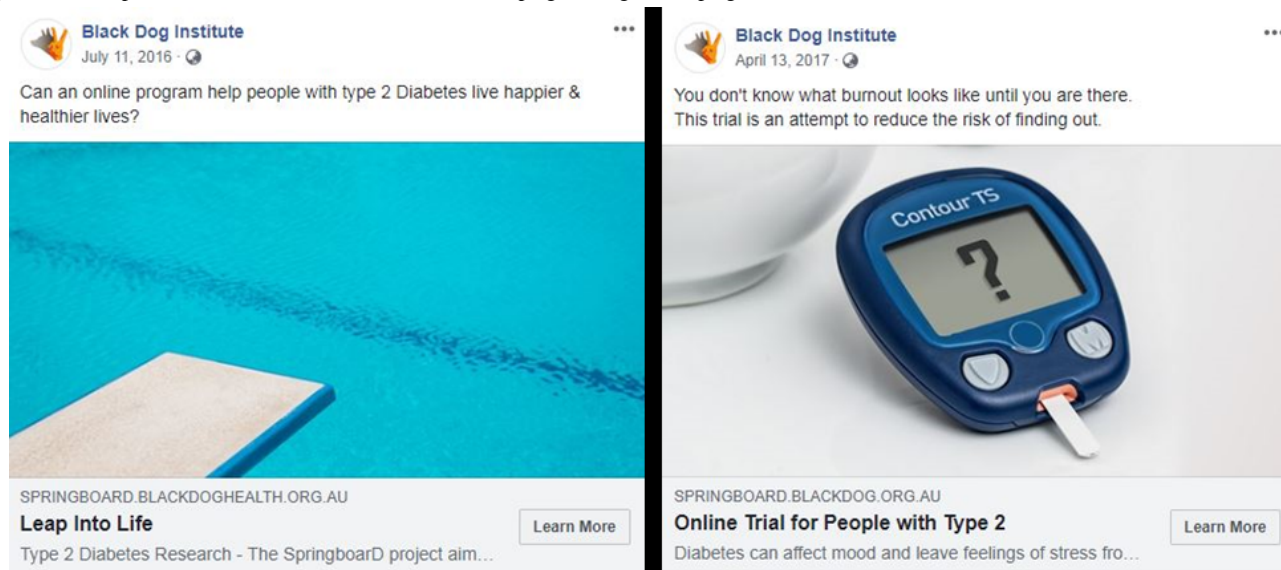 Black Dog Institute
July 11, 2016
Can an online program help people with type 2 Diabetes live happier &
healthier lives?
SPRINGBOARD.BLACKDOGHEALTH.ORG.AU
Leap Into Life
Learn More
Type 2 Diabetes Research - The SpringboarD project aim...
Black Dog Institute
April 13, 2017
You don't know what burnout looks like until you are there.
This trial is an attempt to reduce the risk of finding out.
Contour TS
?
M
SPRINGBOARD.BLACKDOG.ORG.AU
Online Trial for People with Type 2
Learn More
Diabetes can affect mood and leave feelings of stress fro...